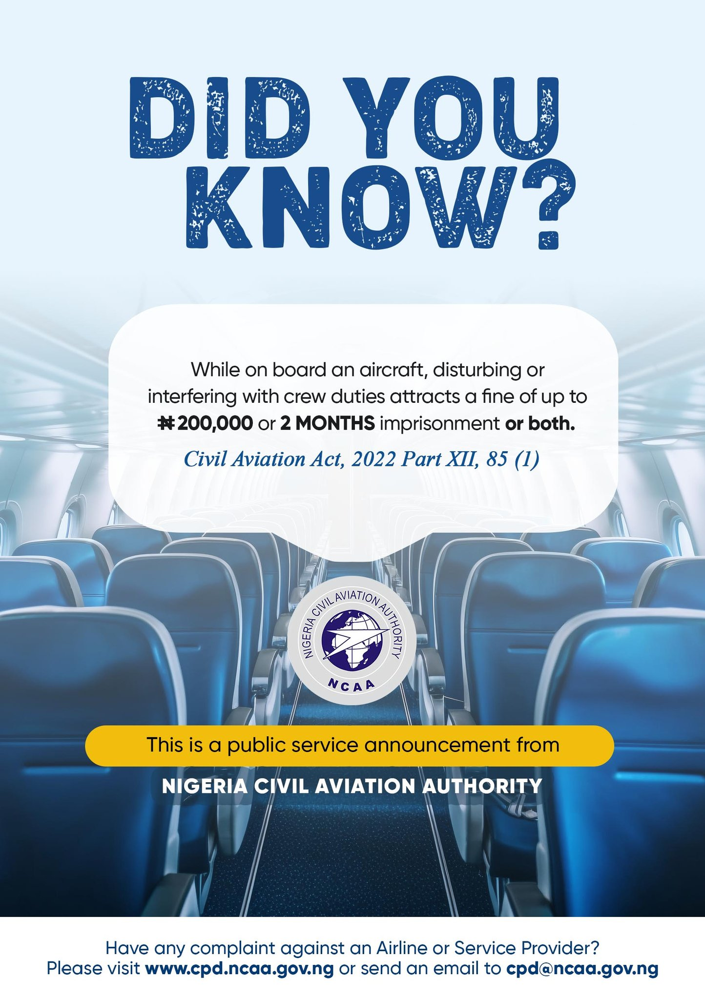 DID YOU
KNOW?
While on board an aircraft, disturbing or
interfering with crew duties attracts a fine of up to
₦200,000 or 2 MONTHS imprisonment or both.
Civil Aviation Act, 2022 Part XII, 85 (1)
NIGERIA CIVIL AVIATION AUTHORITY
NCAA
This is a public service announcement from
NIGERIA CIVIL AVIATION AUTHORITY
Have any complaint against an Airline or Service Provider?
Please visit www.cpd.ncaa.gov.ng or send an email to cpd@ncaa.gov.ng